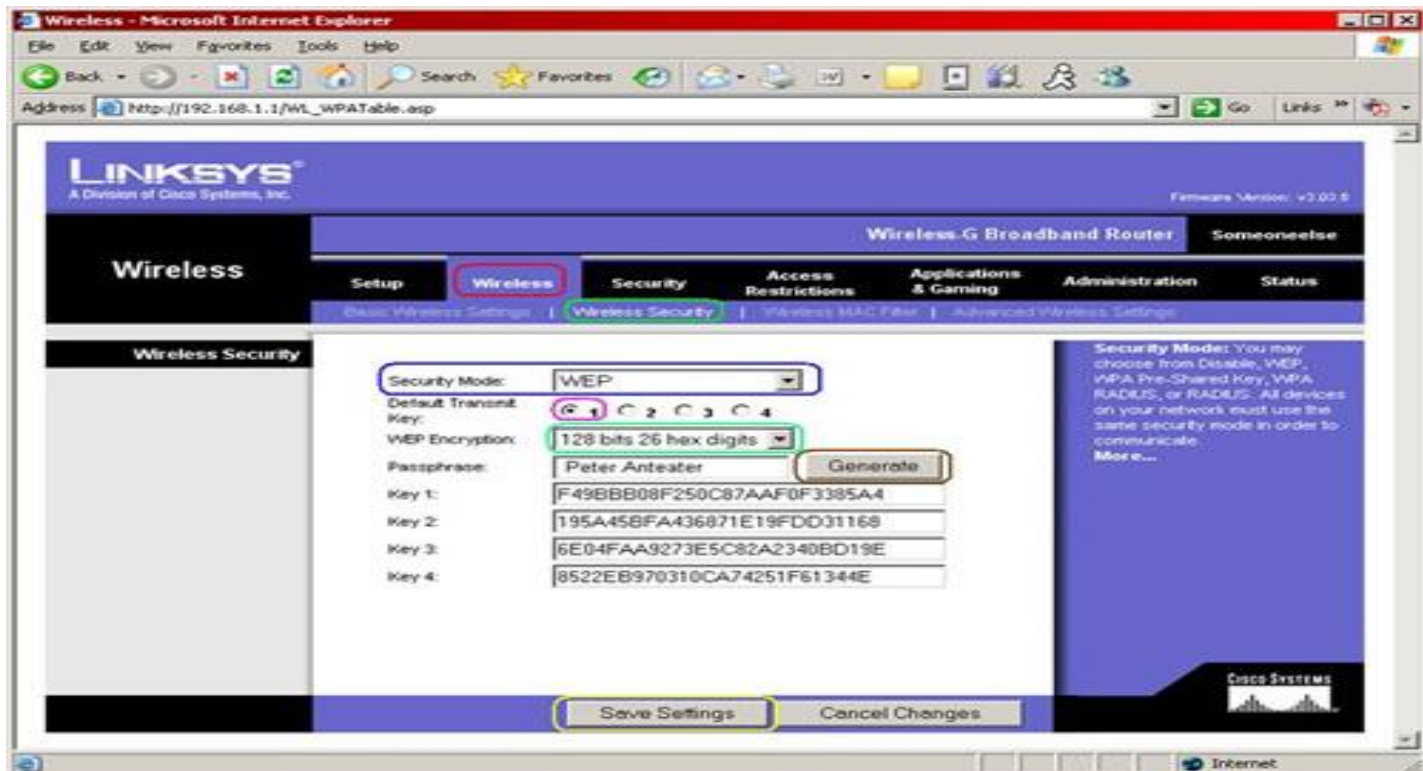 Wireless - Microsoft Internet Explorer
File Edit View Favorites Tools Help
Back Search Favorites
Address http://192.168.1.1/WL_WPATable.asp Go Links »
LINKSYS®
A Division of Cisco Systems, Inc.
Firmware Version: v3.03.6
Wireless-G Broadband Router Someoneelse
Wireless
Setup Wireless Security Access Restrictions Applications & Gaming Administration Status
Basic Wireless Settings | Wireless Security | Wireless MAC Filter | Advanced Wireless Settings
Wireless Security
Security Mode: WEP
Default Transmit Key: 1 2 3 4
WEP Encryption: 128 bits 26 hex digits
Passphrase: Peter Anteater Generate
Key 1: F49BBB08F250C87AAF0F3385A4
Key 2: 195A45BFA436871E19FDD31168
Key 3: 6E04FAA9273E5C82A2340BD19E
Key 4: 8522EB970310CA74251F61344E
Security Mode: You may
choose from Disable, WEP,
WPA Pre-Shared Key, WPA
RADIUS, or RADIUS. All devices
on your network must use the
same security mode in order to
communicate.
More...
Save Settings Cancel Changes
CISCO SYSTEMS
Internet